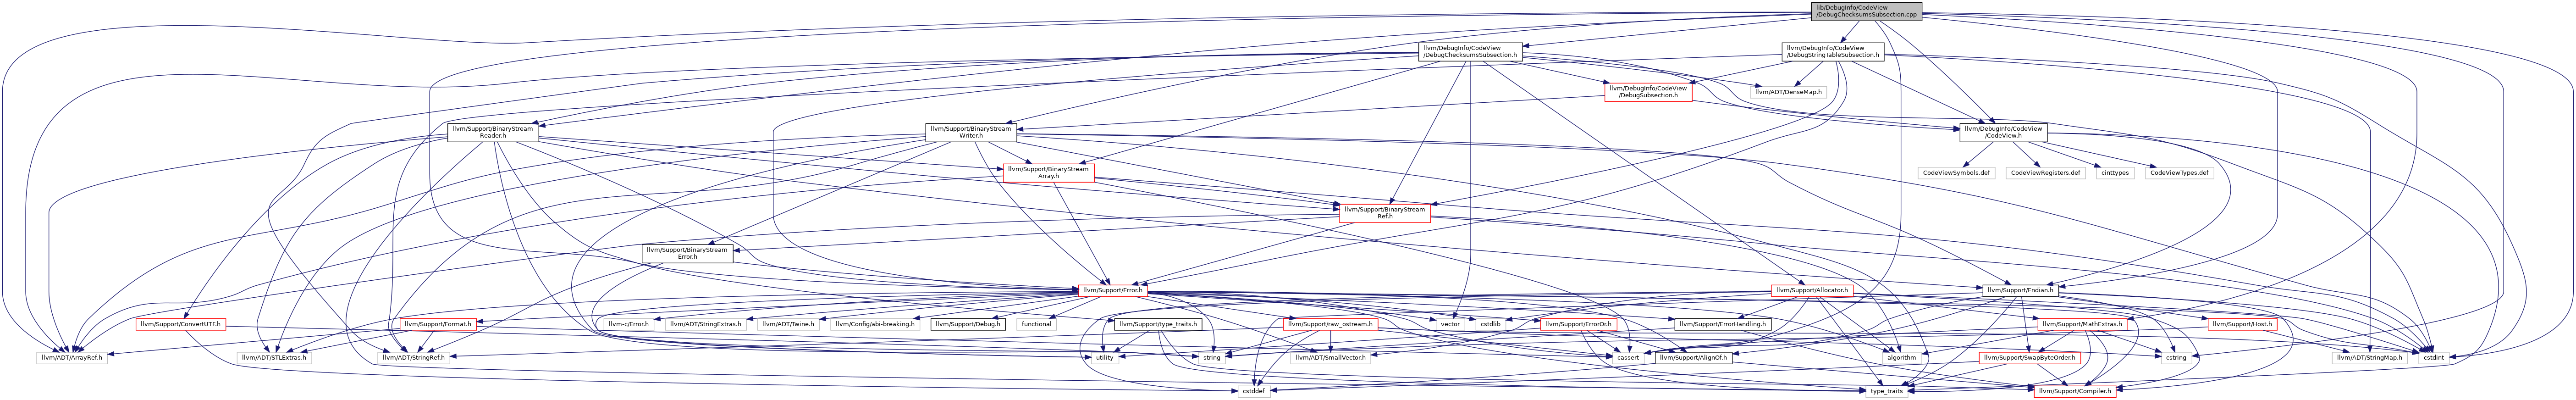 lib/DebugInfo/CodeView
/DebugChecksumsSubsection.cpp
llvm/DebugInfo/CodeView
/DebugChecksumsSubsection.h
llvm/DebugInfo/CodeView
/DebugStringTableSubsection.h
llvm/DebugInfo/CodeView
/DebugSubsection.h
llvm/ADT/DenseMap.h
llvm/Support/BinaryStream
Reader.h
llvm/Support/BinaryStream
Writer.h
llvm/DebugInfo/CodeView
/CodeView.h
llvm/Support/BinaryStream
Array.h
CodeViewSymbols.def
CodeViewRegisters.def
cinttypes
CodeViewTypes.def
llvm/Support/BinaryStream
Ref.h
llvm/Support/BinaryStream
Error.h
llvm/Support/Error.h
llvm/Support/Allocator.h
llvm/Support/Endian.h
llvm/Support/ConvertUTF.h
llvm/Support/Format.h
llvm/Support/type_traits.h
llvm-c/Error.h
llvm/ADT/StringExtras.h
llvm/ADT/Twine.h
llvm/Config/abi-breaking.h
llvm/Support/Debug.h
functional
llvm/Support/raw_ostream.h
vector
cstdlib
llvm/Support/ErrorOr.h
llvm/Support/ErrorHandling.h
llvm/Support/MathExtras.h
llvm/Support/Host.h
llvm/ADT/ArrayRef.h
llvm/ADT/STLExtras.h
llvm/ADT/StringRef.h
utility
string
llvm/ADT/SmallVector.h
cassert
llvm/Support/AlignOf.h
algorithm
llvm/Support/SwapByteOrder.h
cstring
llvm/ADT/StringMap.h
cstdint
cstddef
type_traits
llvm/Support/Compiler.h